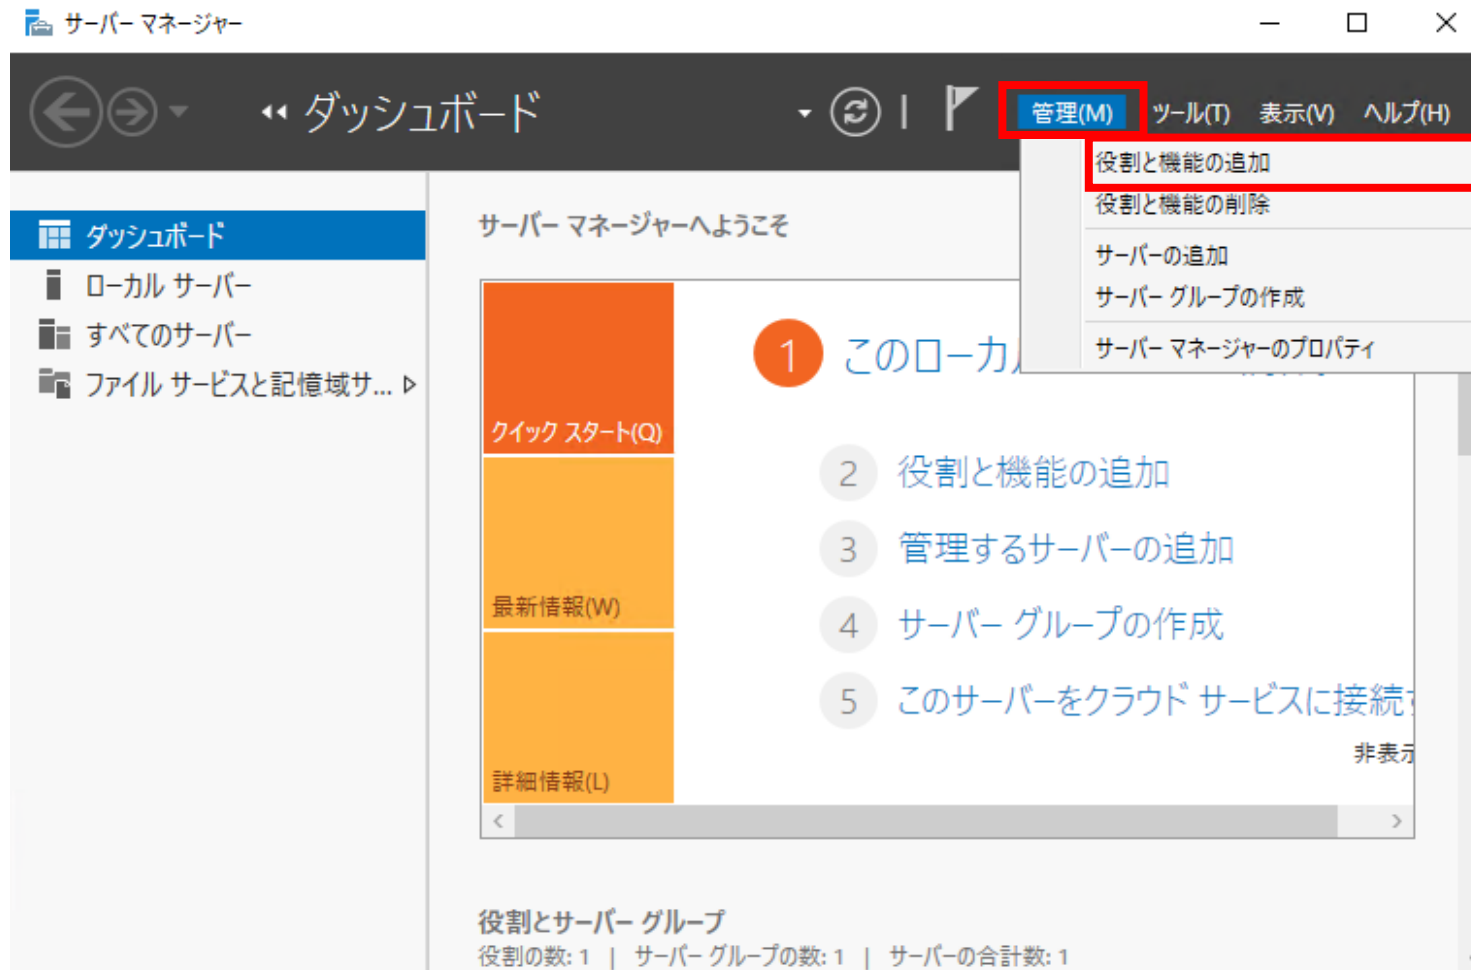 サーバー マネージャー
ダッシュボード
管理(M) ツール(T) 表示(V) ヘルプ(H)
役割と機能の追加
役割と機能の削除
サーバーの追加
サーバー グループの作成
サーバー マネージャーのプロパティ
ダッシュボード
ローカル サーバー
すべてのサーバー
ファイル サービスと記憶域サ...
サーバー マネージャーへようこそ
クイック スタート(Q)
最新情報(W)
詳細情報(L)
1 このローカ
2 役割と機能の追加
3 管理するサーバーの追加
4 サーバー グループの作成
5 このサーバーをクラウド サービスに接続
非表示
役割とサーバー グループ
役割の数: 1 | サーバー グループの数: 1 | サーバーの合計数: 1